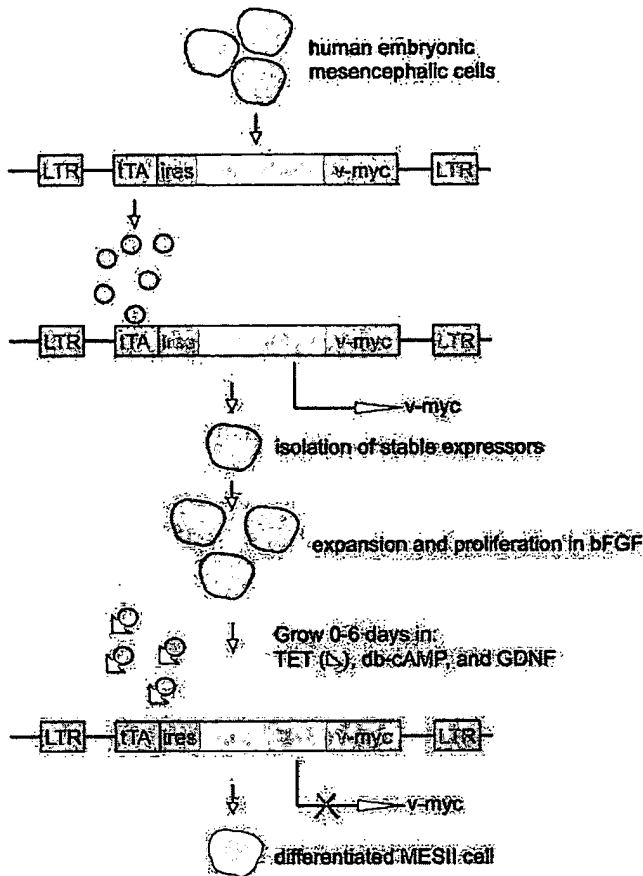 human embryonic
mesencephalic cells
LTR tTA ires v-myc LTR
LTR tTA ires v-myc LTR
v-myc
isolation of stable expressors
expansion and proliferation in bFGF
Grow 0-6 days in:
TET ( ), db-cAMP, and GDNF
LTR tTA ires v-myc LTR
v-myc
differentiated MESII cell